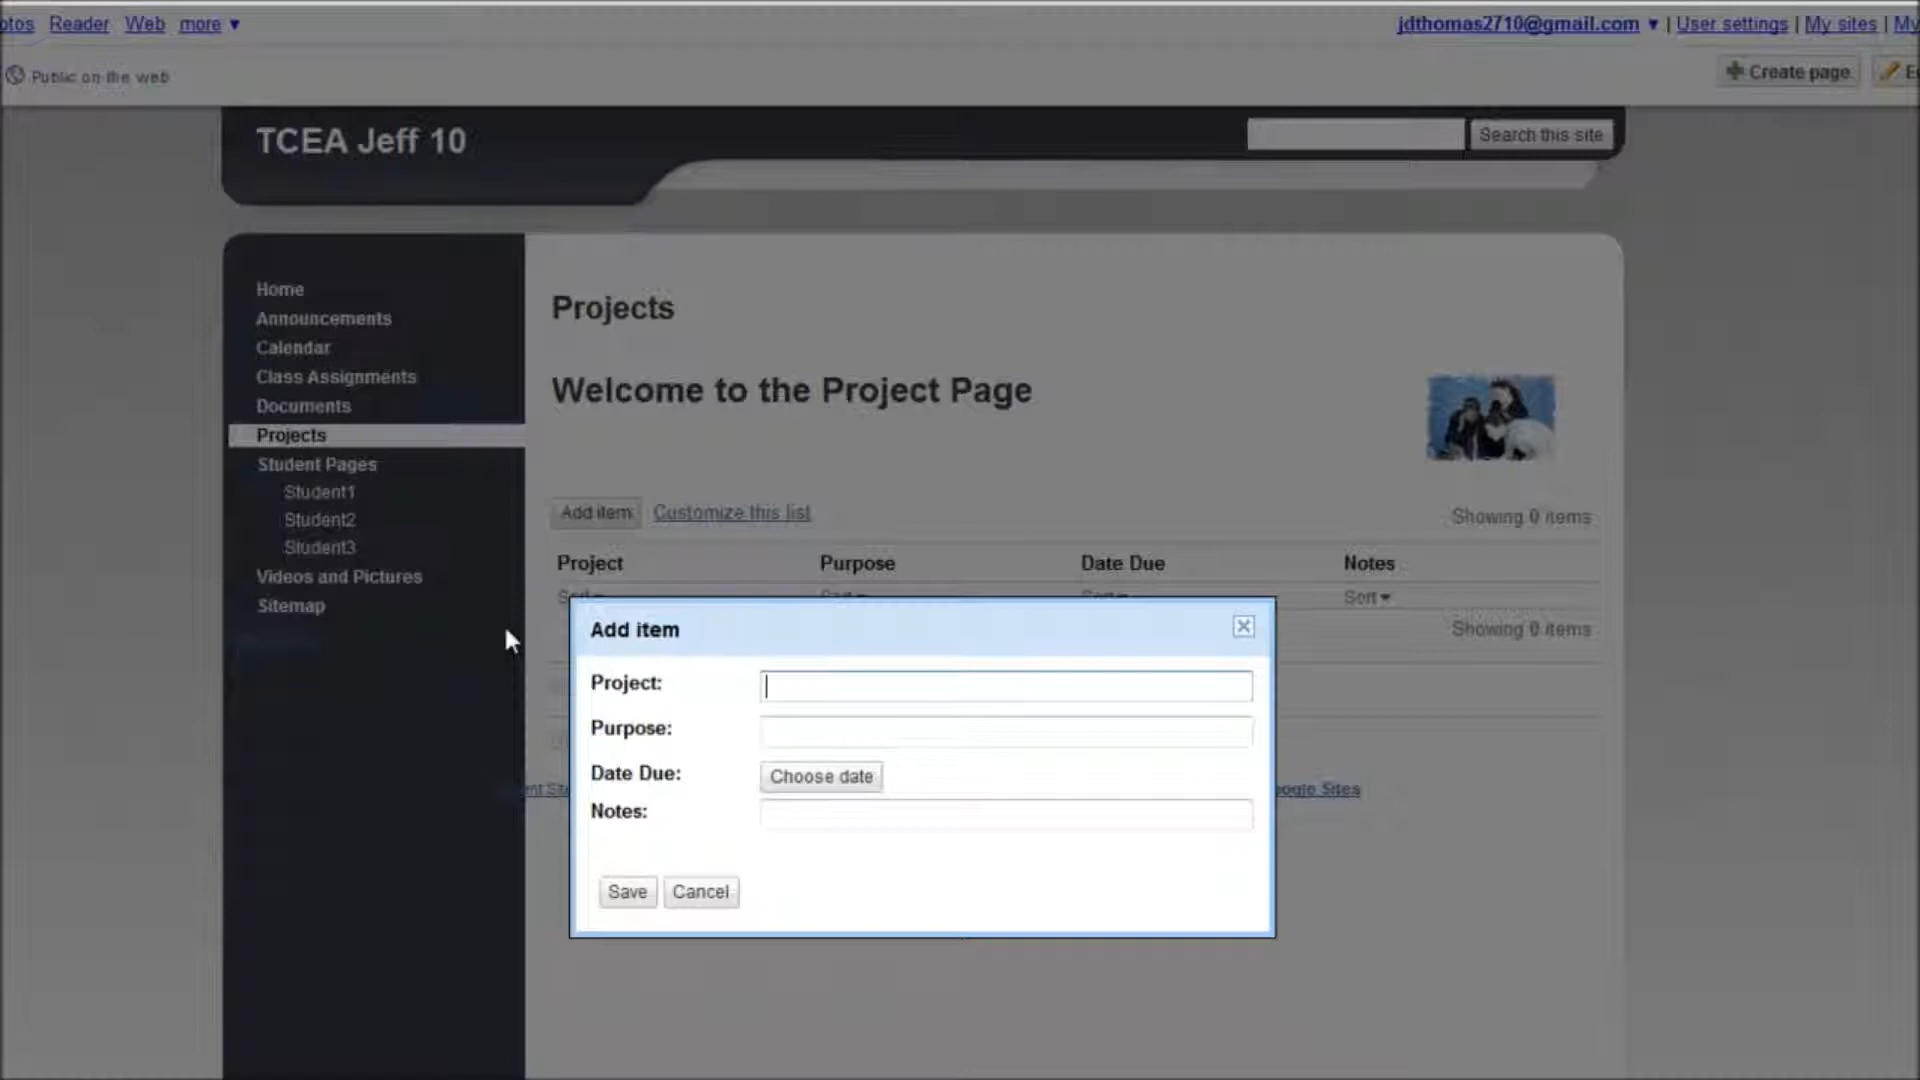 Reader Web more ▼
jdthomas2710@gmail.com ▼ | User settings | My sites | My
Public on the web
Create page
TCEA Jeff 10
Search this site
Home
Announcements
Calendar
Class Assignments
Documents
Projects
Student Pages
Student1
Student2
Student3
Videos and Pictures
Sitemap
Projects
Welcome to the Project Page
Add item Customize this list
Showing 0 items
Project Purpose Date Due Notes
Sort ▾
Showing 0 items
Add item
Project:
Purpose:
Date Due: Choose date
Notes:
Save Cancel
Sites